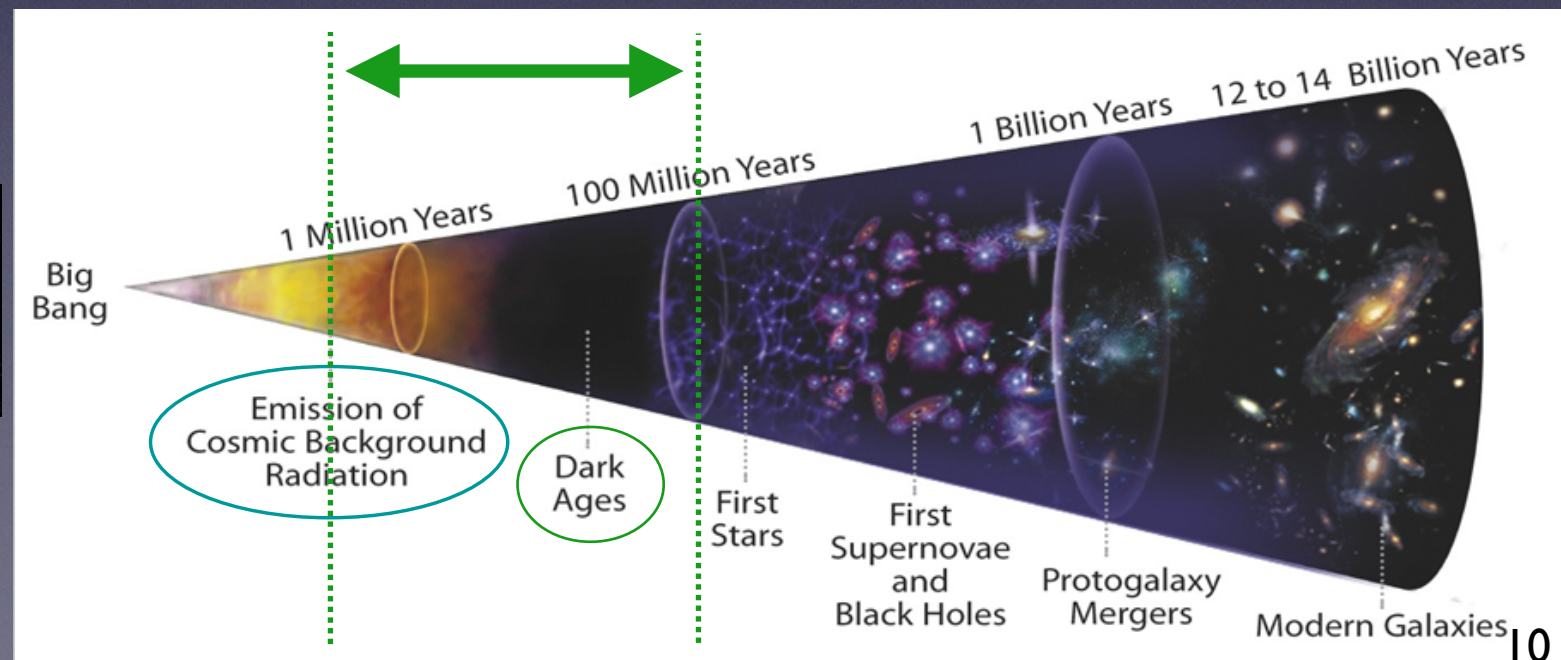 Big
Bang
1 Million Years
100 Million Years
1 Billion Years
12 to 14 Billion Years
Emission of
Cosmic Background
Radiation
Dark
Ages
First
Stars
First
Supernovae
and
Black Holes
Protogalaxy
Mergers
Modern Galaxies
10